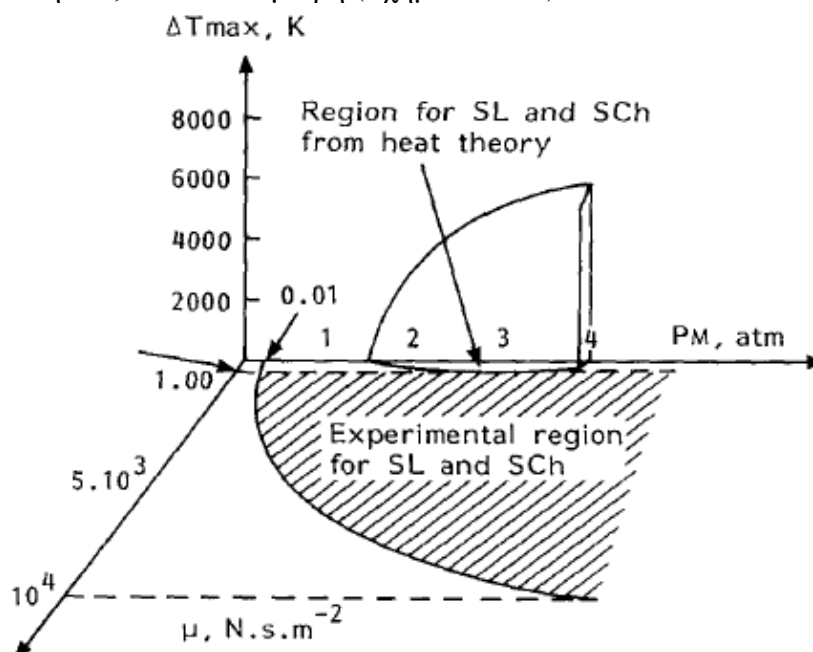 ΔTmax, K
8000
6000
4000
2000
Region for SL and SCh
from heat theory
0.01
1 2 3 4
PM, atm
1.00
Experimental region
for SL and SCh
5.10³
10⁴
μ, N.s.m⁻²